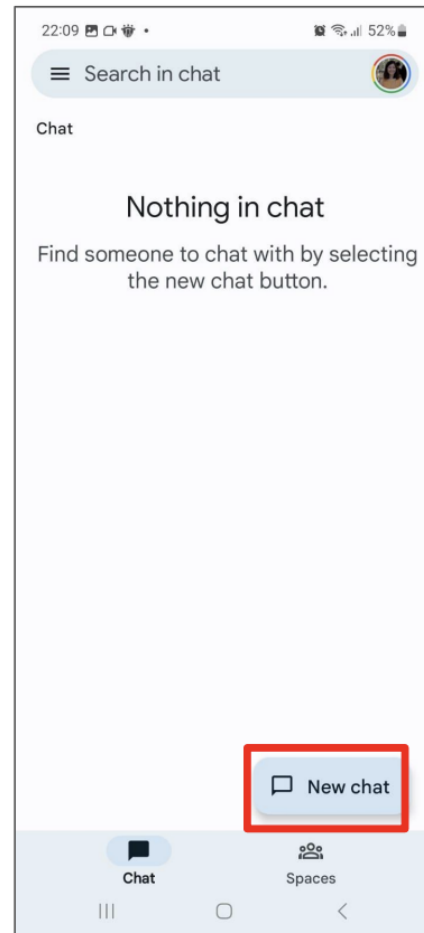 22:09
52%
Search in chat
Chat
Nothing in chat
Find someone to chat with by selecting
the new chat button.
New chat
Chat
Spaces